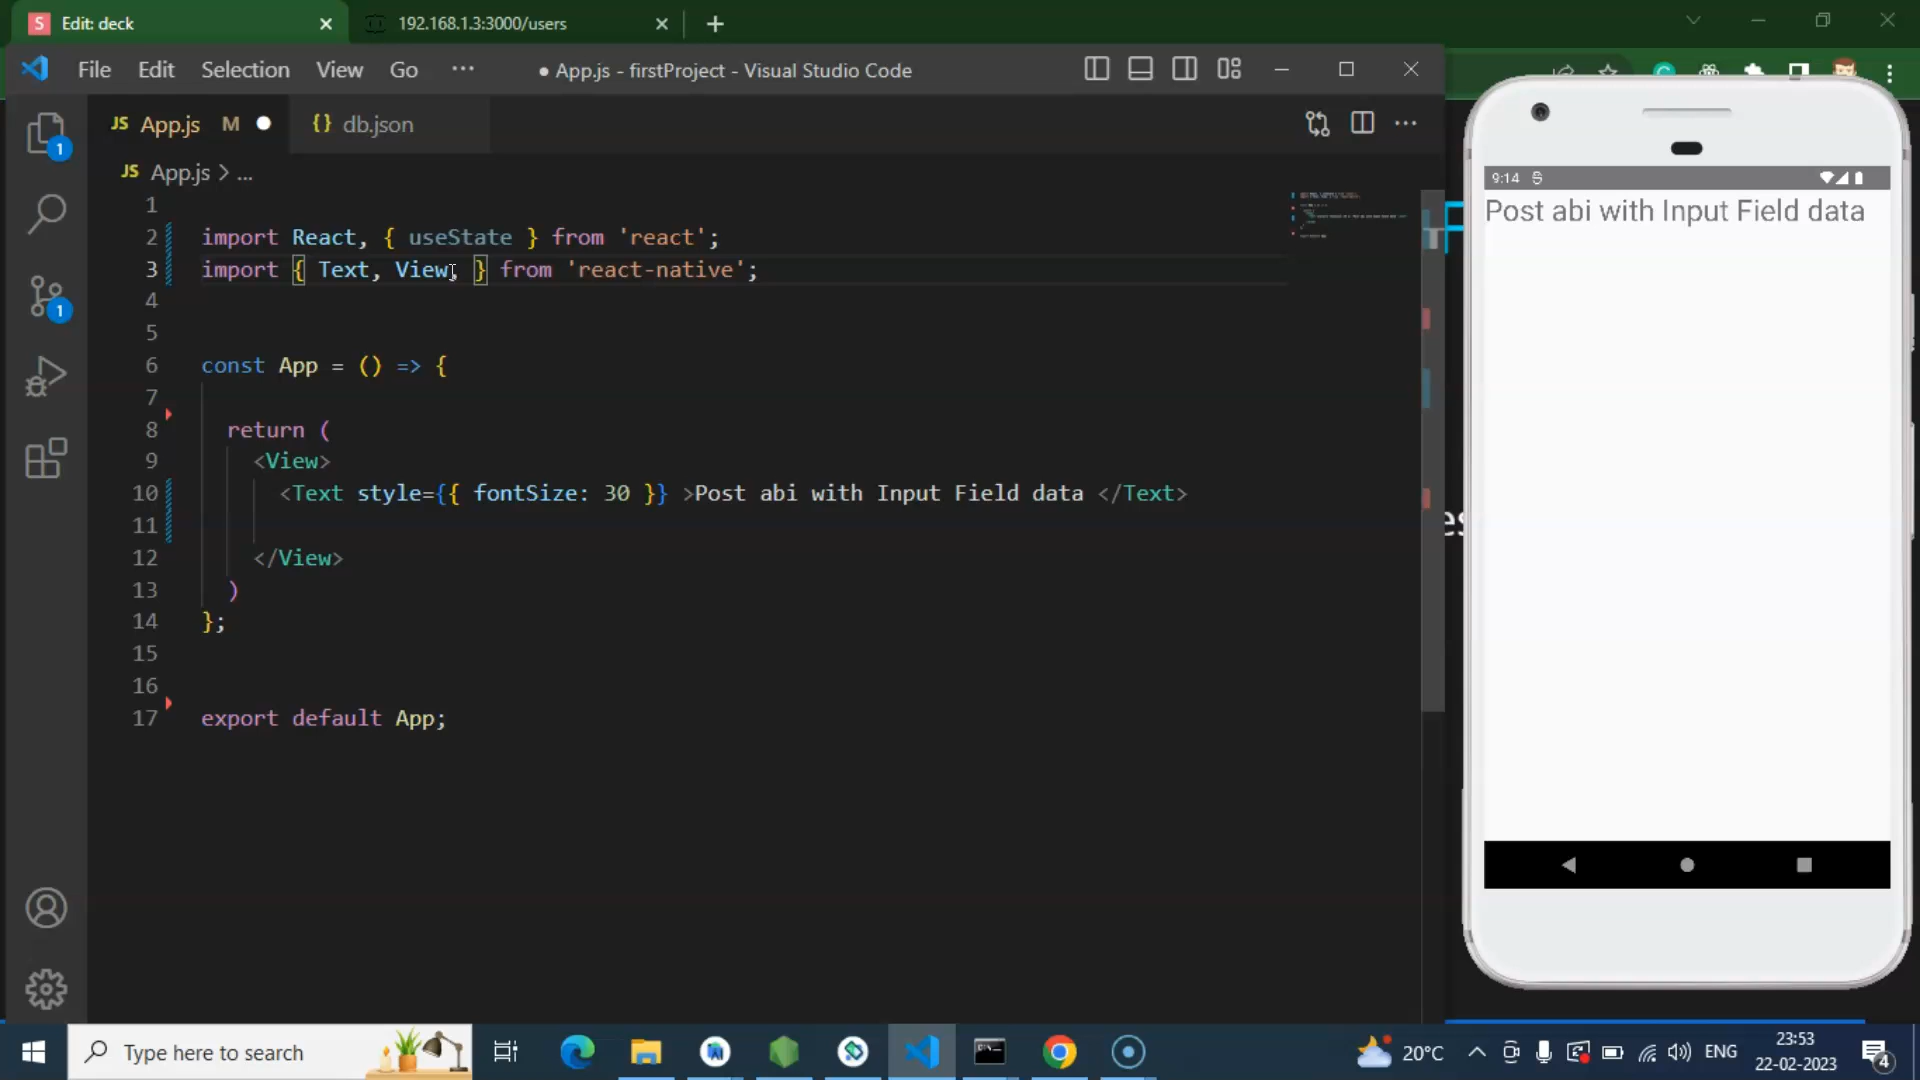 S Edit: deck
192.168.1.3:3000/users
File Edit Selection View Go ··· ● App.js - firstProject - Visual Studio Code
JS App.js M ● {} db.json
JS App.js > ...
1
2 import React, { useState } from 'react';
3 import { Text, View, } from 'react-native';
4
5
6 const App = () => {
7
8 return (
9 <View>
10 <Text style={{ fontSize: 30 }} >Post abi with Input Field data </Text>
11
12 </View>
13 )
14 };
15
16
17 export default App;
1
1
9:14
Post abi with Input Field data
es
Type here to search
20°C
ENG
23:53
22-02-2023
4